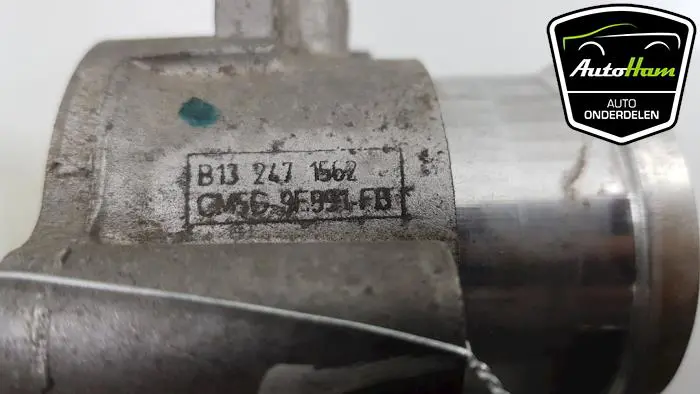 AutoHam
AUTO
ONDERDELEN
B13 247 1562
CM5G-9F991-FB